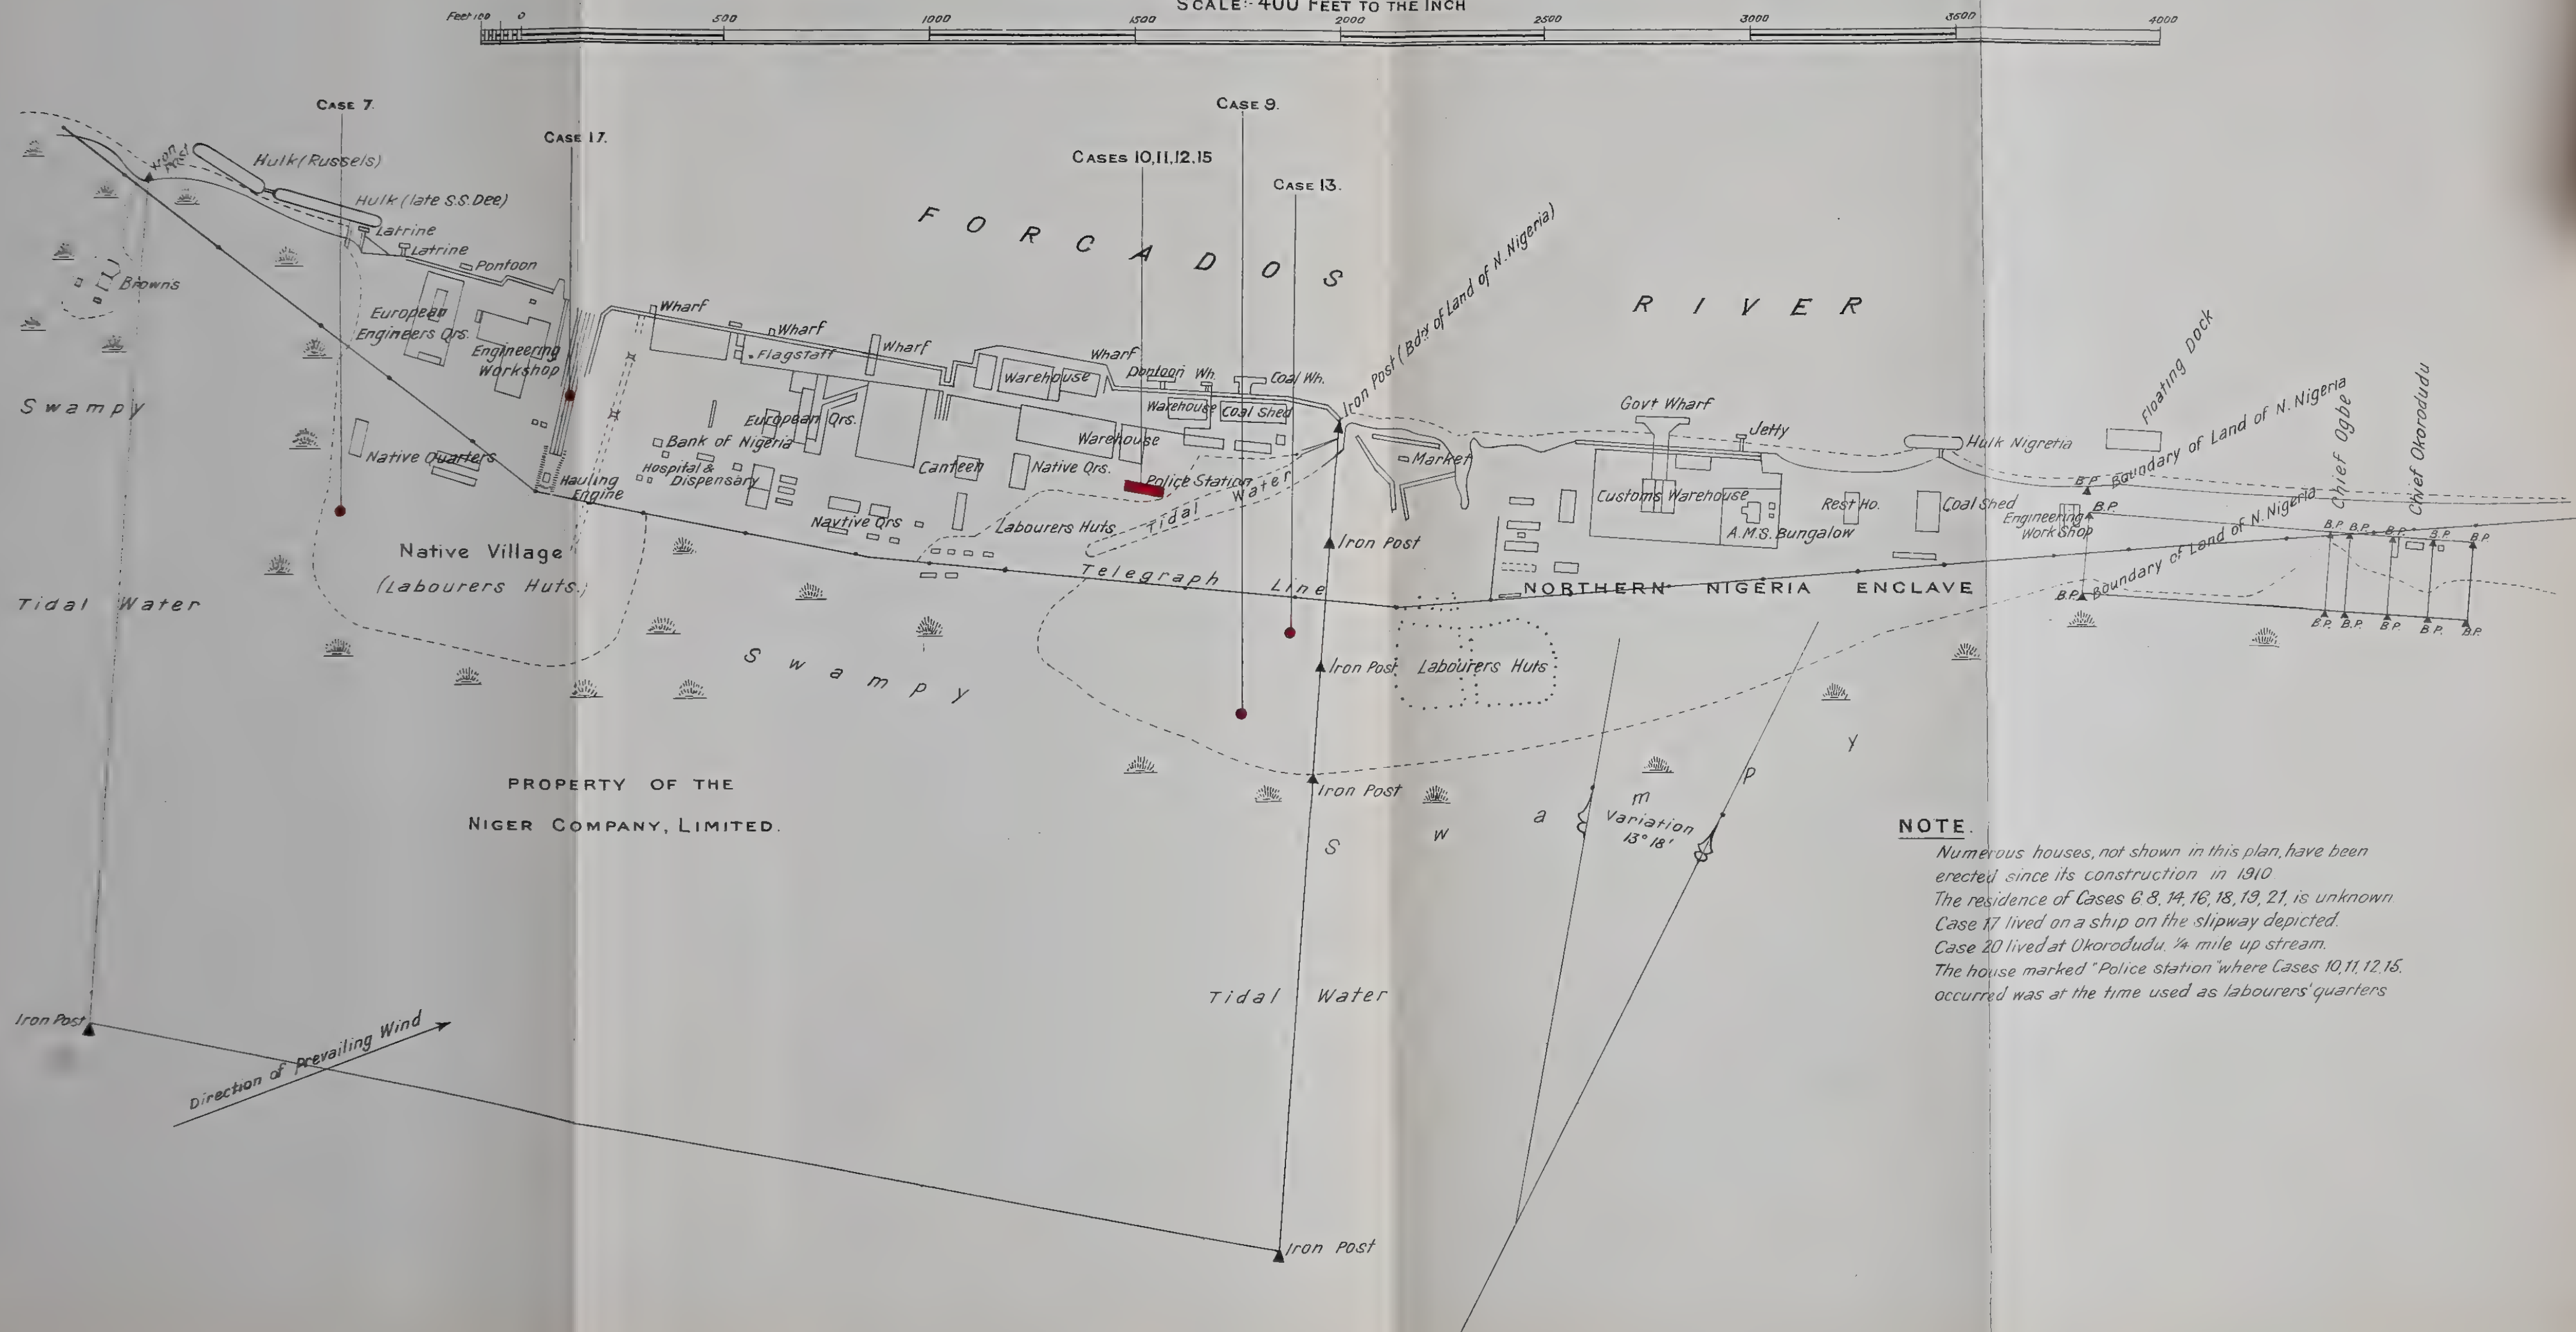 SCALE:- 400 FEET TO THE INCH
Feet 100 0 500 1000 1500 2000 2500 3000 3500 4000
CASE 7.
CASE 17.
CASES 10,11,12,15
CASE 9.
CASE 13.
FORCADOS
RIVER
Iron Post
Hulk (Russels)
Hulk (late S.S. Dee)
Latrine
Latrine
Pontoon
Browns
European
Engineers Qrs.
Engineering
Workshop
Wharf
Wharf
Flagstaff
Wharf
Wharf
Warehouse
Pontoon
Wh.
Coal Wh.
Warehouse
Coal Shed
Iron Post (Bdry of Land of N. Nigeria)
Govt Wharf
Jetty
Hulk Nigretia
Floating Dock
Boundary of Land of N. Nigeria
Chief Ogbe
Chief Okorodudu
Swampy
Native Quarters
Hauling
Engine
European Qrs.
Bank of Nigeria
Hospital &
Dispensary
Canteen
Native Qrs.
Warehouse
Police Station
Tidal Water
Market
Customs Warehouse
A.M.S. Bungalow
Rest Ho.
Coal Shed
Engineering
Work Shop
B.P.
B.P.
B.P.
B.P.
B.P.
B.P.
B.P.
Boundary of Land of N. Nigeria
B.P.
B.P.
B.P.
B.P.
B.P.
B.P.
Navtive Qrs
Labourers Huts
Native Village
(Labourers Huts.)
Telegraph Line
Iron Post
NORTHERN NIGERIA ENCLAVE
Tidal Water
Swampy
Iron Post
Labourers Huts
Iron Post
PROPERTY OF THE
NIGER COMPANY, LIMITED.
Swampy
Variation
13° 18'
NOTE.
Numerous houses, not shown in this plan, have been
erected since its construction in 1910
The residence of Cases 6 8, 14, 16, 18, 19, 21, is unknown
Case 17 lived on a ship on the slipway depicted.
Case 20 lived at Okorodudu. ¼ mile up stream.
The house marked "Police station" where Cases 10, 11, 12, 15.
occurred was at the time used as labourers' quarters
Tidal Water
Iron Post
Direction of Prevailing Wind
Iron Post